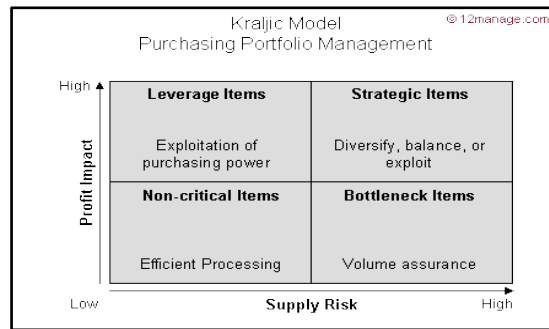 Kraljic Model
Purchasing Portfolio Management
© 12manage.com
High
Leverage Items
Strategic Items
Exploitation of
purchasing power
Diversify, balance, or
exploit
Profit Impact
Non-critical Items
Bottleneck Items
Efficient Processing
Volume assurance
Low
Supply Risk
High